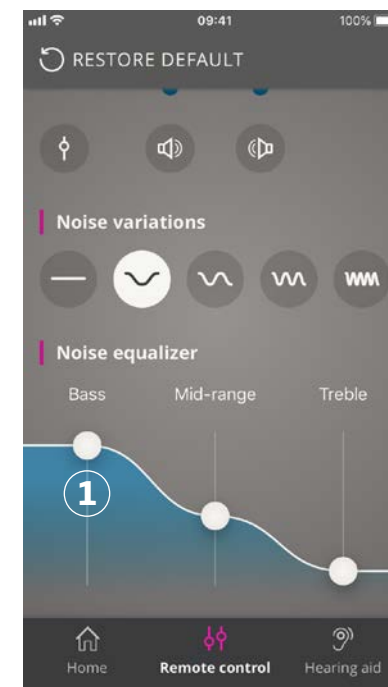 09:41 100%
RESTORE DEFAULT
Noise variations
Noise equalizer
Bass Mid-range Treble
1
Home Remote control Hearing aid